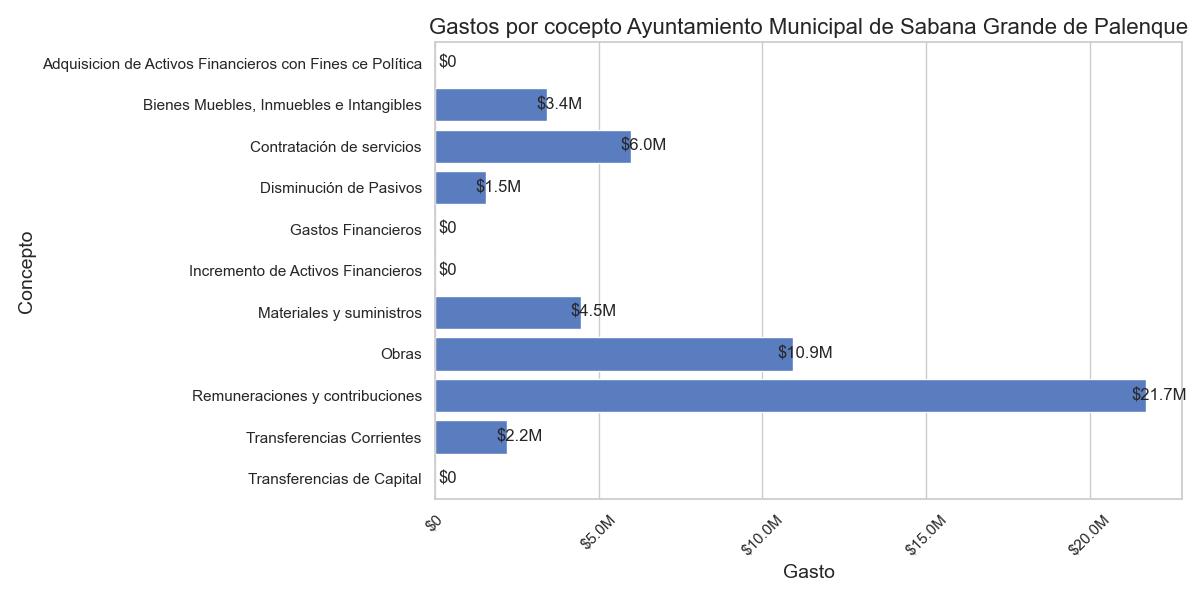 Gastos por cocepto Ayuntamiento Municipal de Sabana Grande de Palenque
Concepto
Adquisicion de Activos Financieros con Fines ce Política $0
Bienes Muebles, Inmuebles e Intangibles $3.4M
Contratación de servicios $6.0M
Disminución de Pasivos $1.5M
Gastos Financieros $0
Incremento de Activos Financieros $0
Materiales y suministros $4.5M
Obras $10.9M
Remuneraciones y contribuciones $21.7M
Transferencias Corrientes $2.2M
Transferencias de Capital $0
$0 $5.0M $10.0M $15.0M $20.0M
Gasto